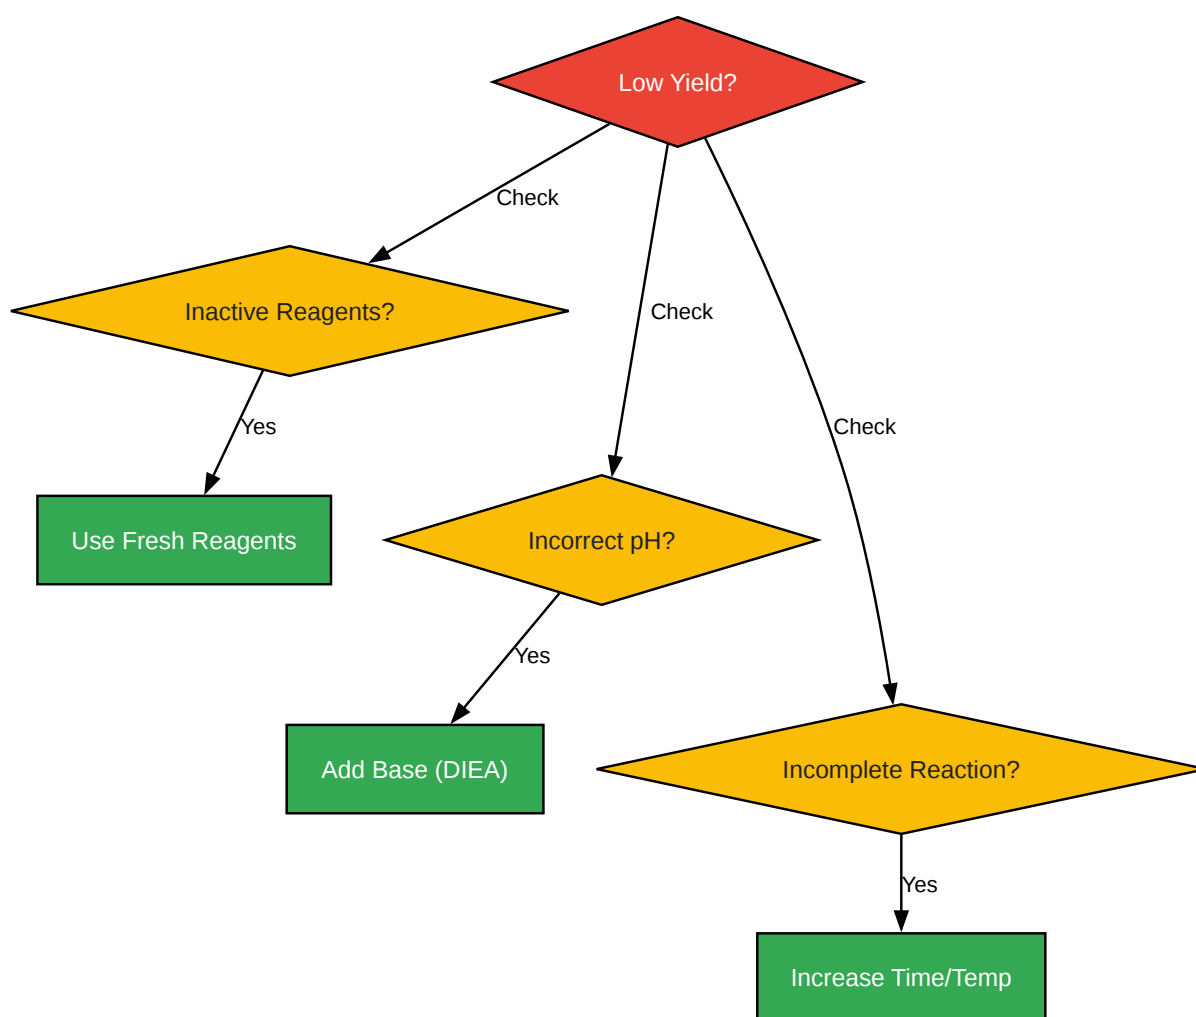 Low Yield?
Check
Inactive Reagents?
Check
Check
Yes
Use Fresh Reagents
Incorrect pH?
Yes
Add Base (DIEA)
Incomplete Reaction?
Yes
Increase Time/Temp